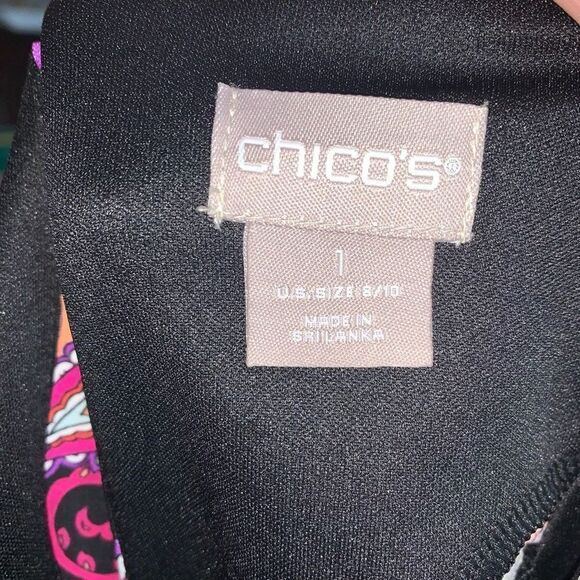 chico's®
1
U.S. SIZE 8/10
MADE IN
SRI LANKA